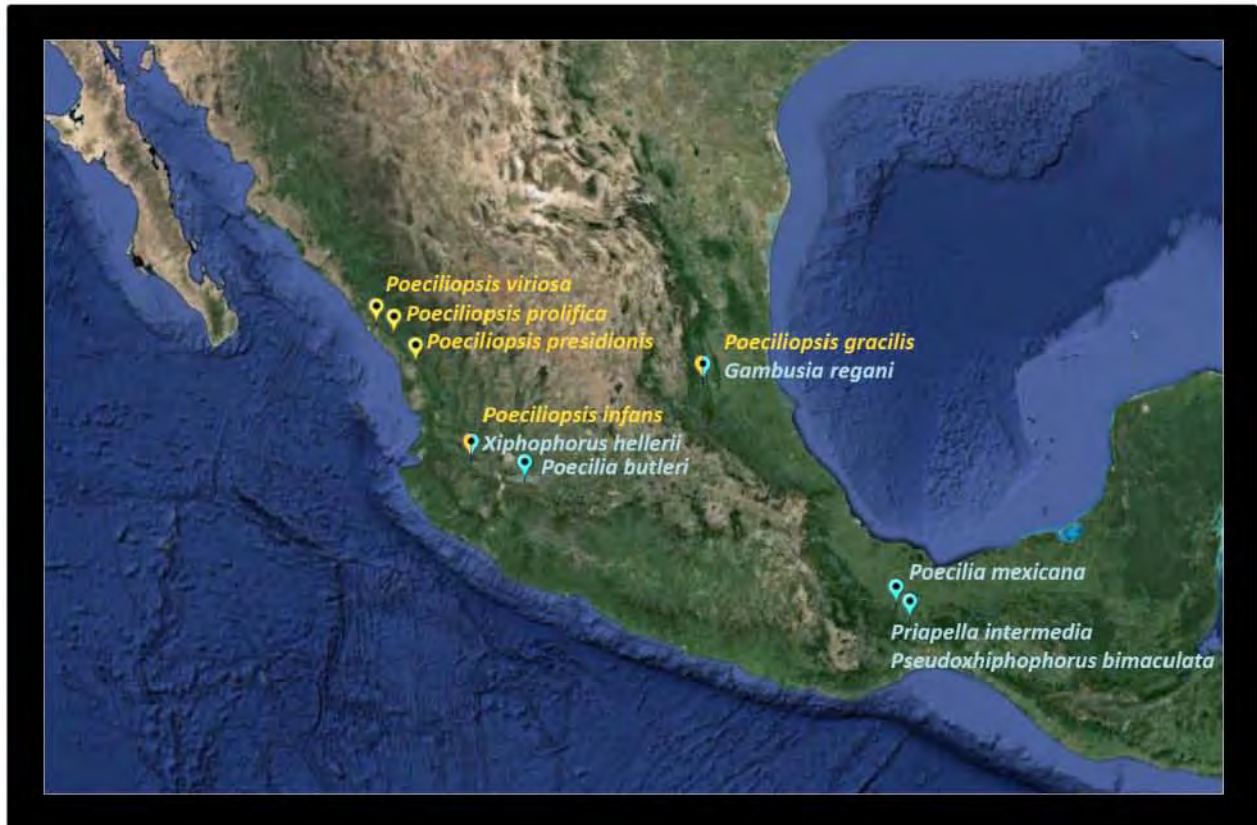 Poeciliopsis viriosa
Poeciliopsis prolifica
Poeciliopsis presidionis
Poeciliopsis gracilis
Gambusia regani
Poeciliopsis infans
Xiphophorus hellerii
Poecilia butleri
Poecilia mexicana
Priapella intermedia
Pseudoxhiphophorus bimaculata